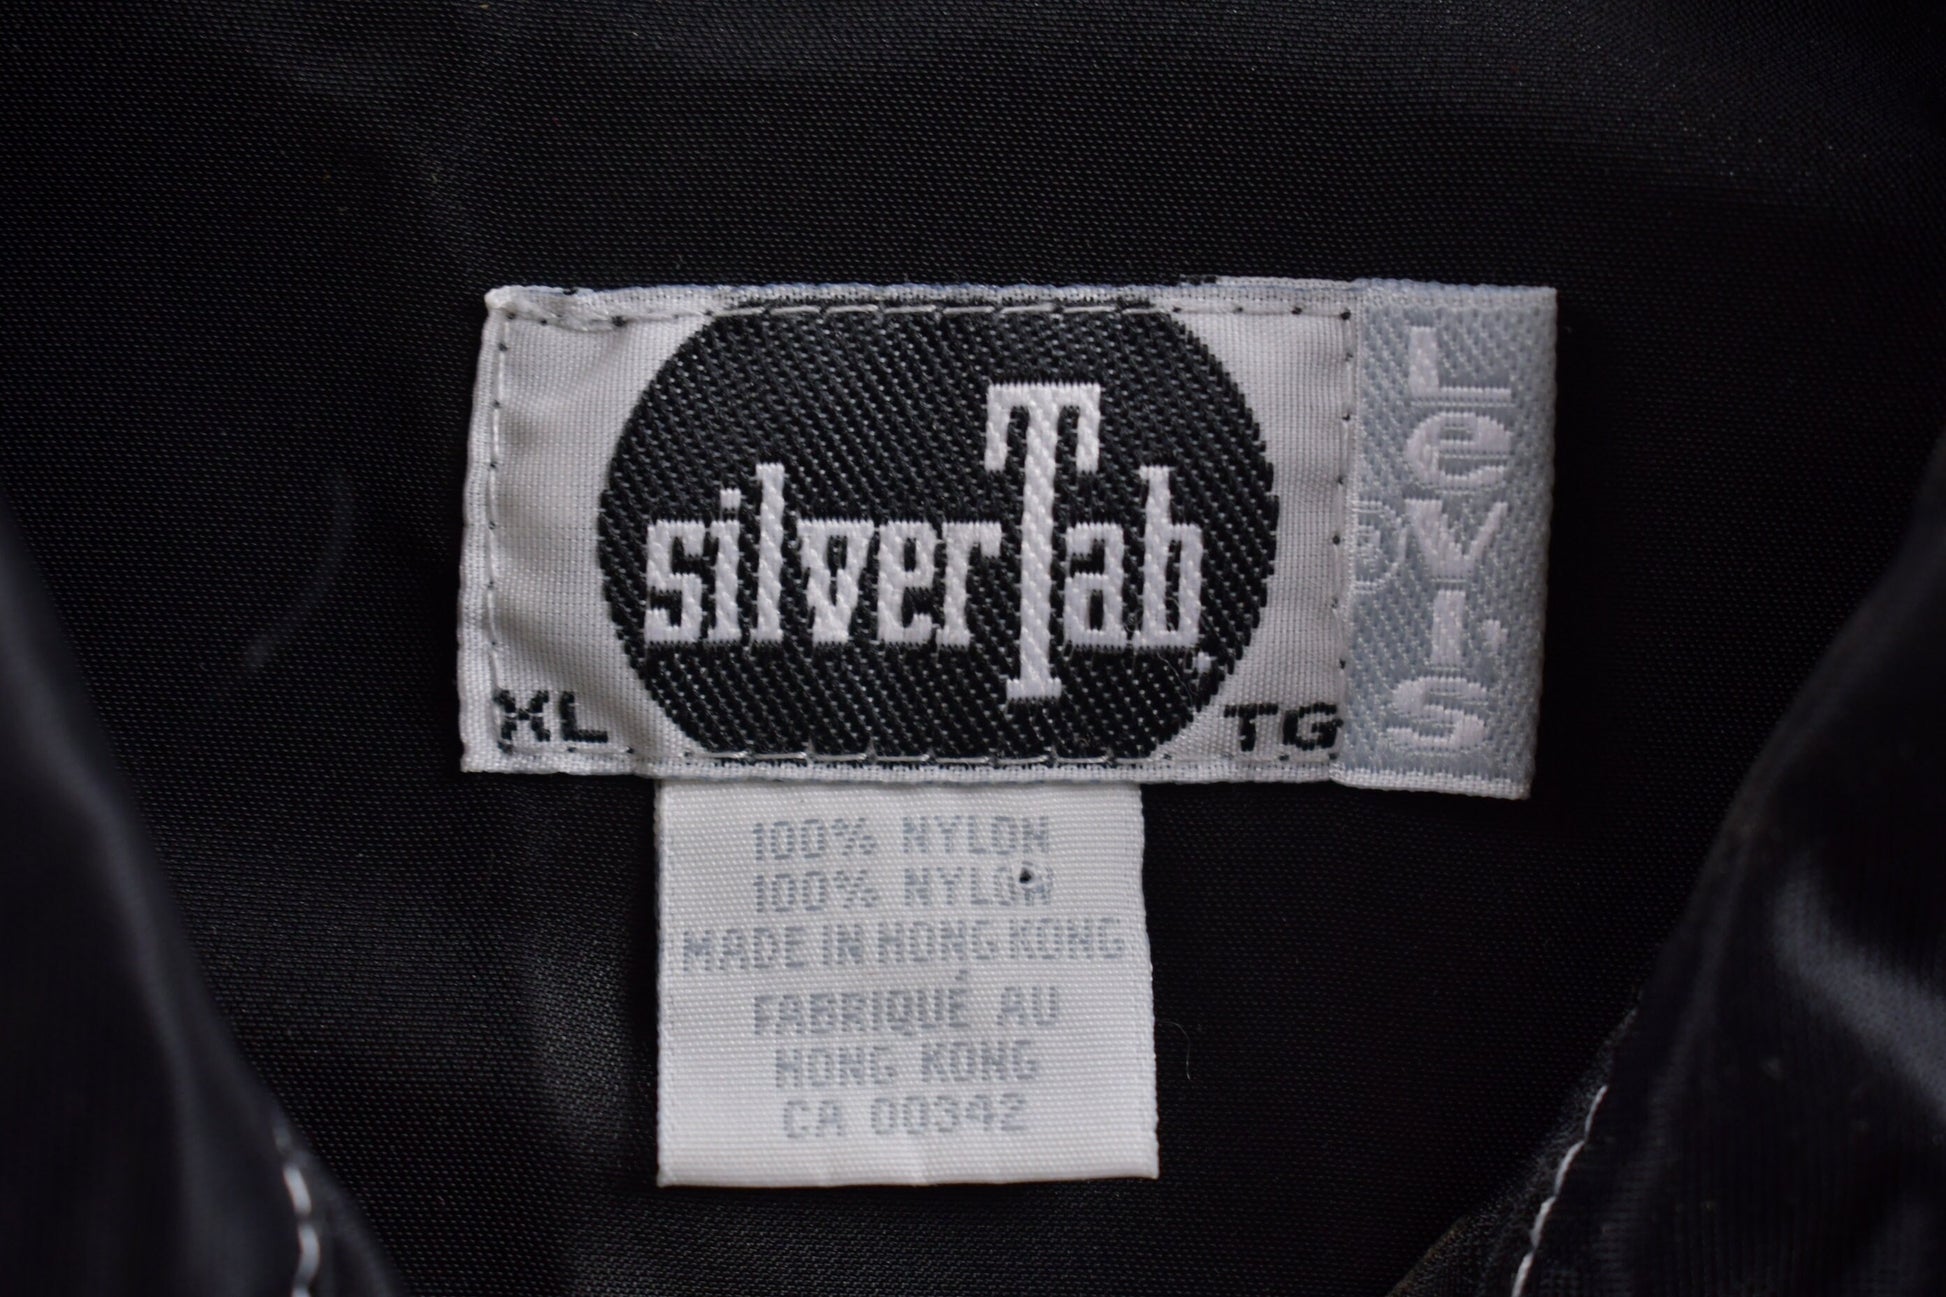 silverTab
XL
TG
Levi's
®
100% NYLON
100% NYLON
MADE IN HONG KONG
FABRIQUÉ AU
HONG KONG
CA 00342